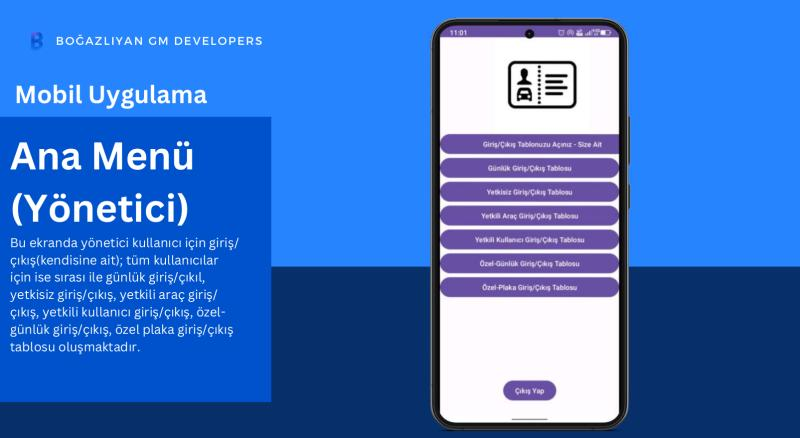 BOĞAZLIYAN GM DEVELOPERS
Mobil Uygulama
Ana Menü
(Yönetici)
Bu ekranda yönetici kullanıcı için giriş/
çıkış(kendisine ait); tüm kullanıcılar
için ise sırası ile günlük giriş/çıkıl,
yetkisiz giriş/çıkış, yetkili araç giriş/
çıkış, yetkili kullanıcı giriş/çıkış, özel-
günlük giriş/çıkış, özel plaka giriş/çıkış
tablosu oluşmaktadır.
11:01
Giriş/Çıkış Tablonuzu Açınız - Size Ait
Günlük Giriş/Çıkış Tablosu
Yetkisiz Giriş/Çıkış Tablosu
Yetkili Araç Giriş/Çıkış Tablosu
Yetkili Kullanıcı Giriş/Çıkış Tablosu
Özel-Günlük Giriş/Çıkış Tablosu
Özel-Plaka Giriş/Çıkış Tablosu
Çıkış Yap